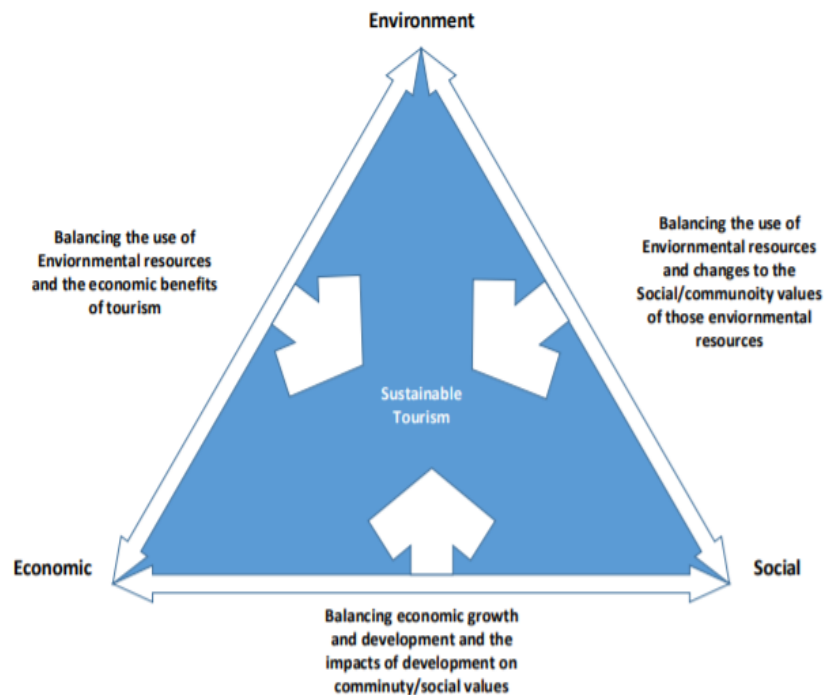 Environment
Balancing the use of
Enviornmental resources
and the economic benefits
of tourism
Balancing the use of
Enviornmental resources
and changes to the
Social/communoity values
of those enviornmental
resources
Sustainable
Tourism
Economic
Social
Balancing economic growth
and development and the
impacts of development on
comminuty/social values